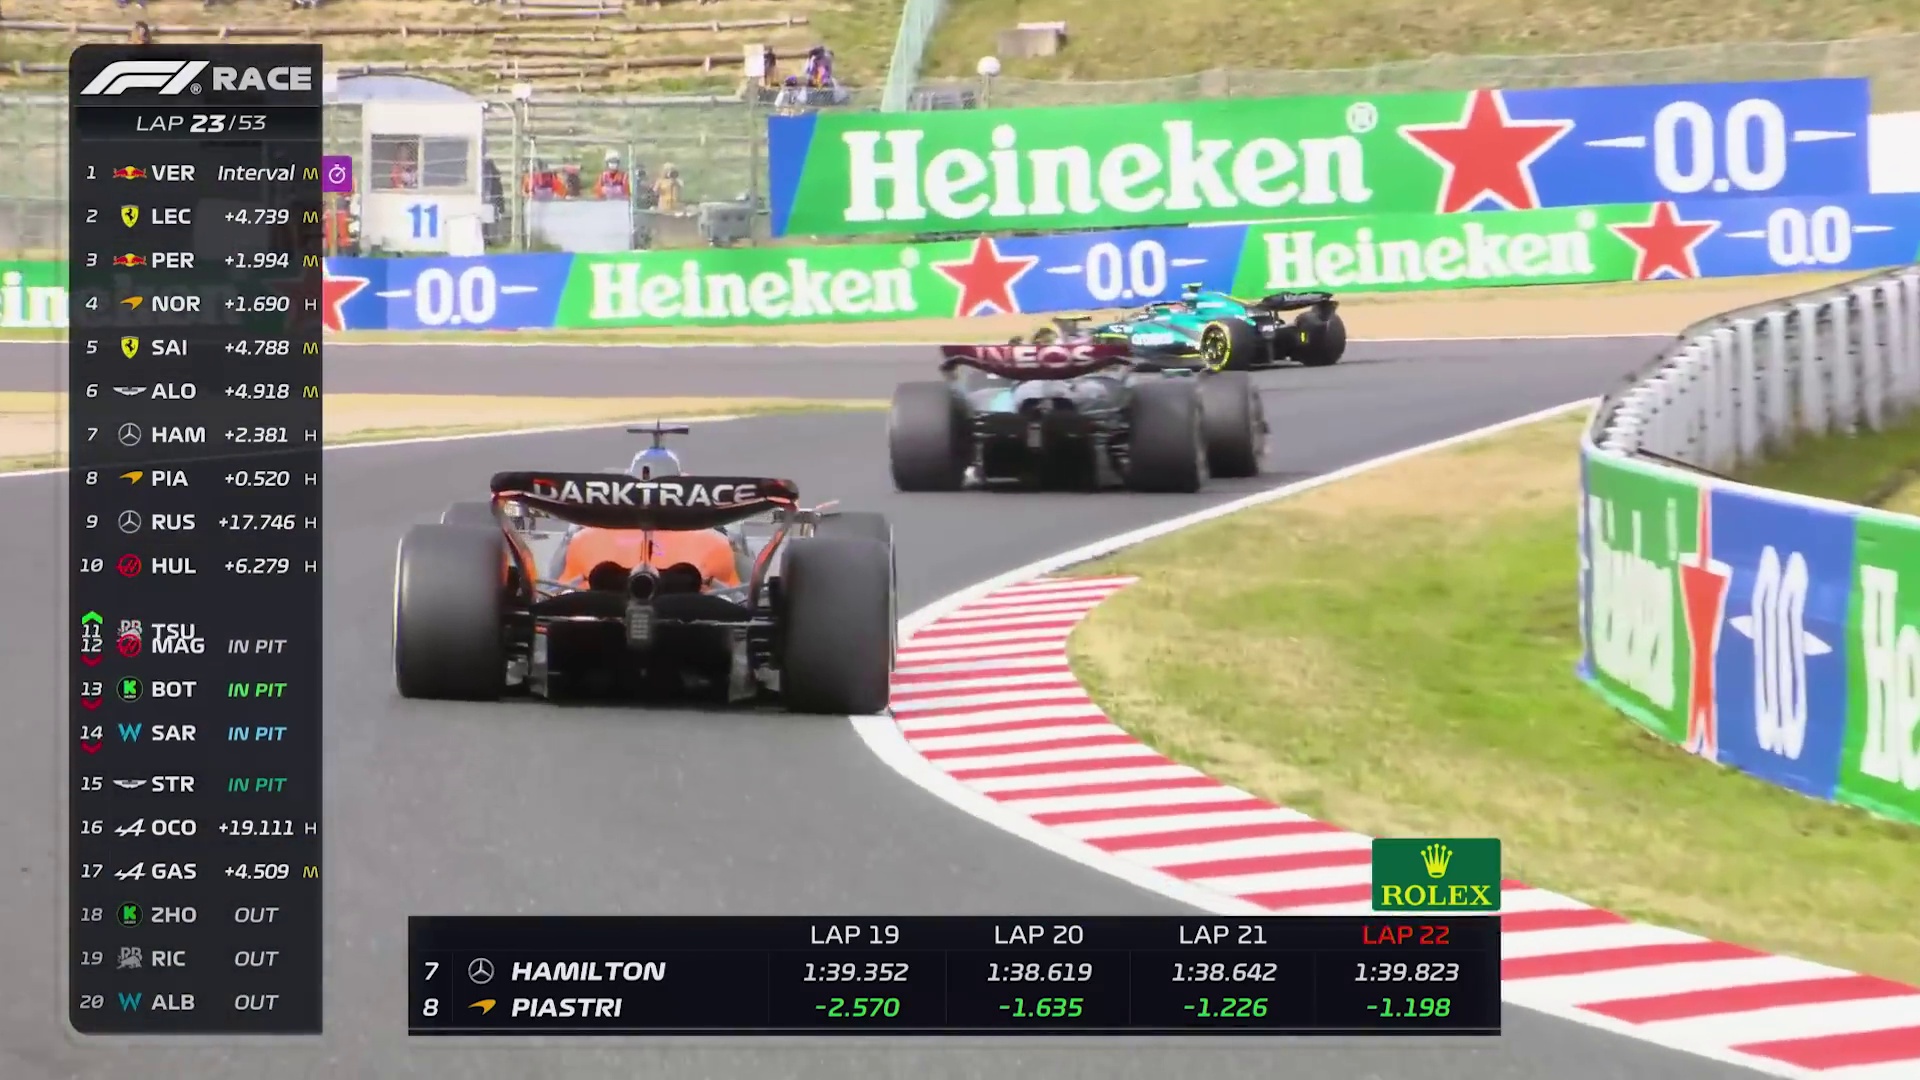 F1® RACE
LAP 23/53
1 VER Interval M
2 LEC +4.739 M
3 PER +1.994 M
4 NOR +1.690 H
5 SAI +4.788 M
6 ALO +4.918 M
7 HAM +2.381 H
8 PIA +0.520 H
9 RUS +17.746 H
10 HUL +6.279 H
11 TSU
12 MAG IN PIT
13 BOT IN PIT
14 SAR IN PIT
15 STR IN PIT
16 OCO +19.111 H
17 GAS +4.509 M
18 ZHO OUT
19 RIC OUT
20 ALB OUT
11
Heineken® 0.0
0.0 Heineken 0.0 Heineken 0.0
INEOS
DARKTRACE
Heineken 0.0
ROLEX
LAP 19 LAP 20 LAP 21 LAP 22
7 HAMILTON 1:39.352 1:38.619 1:38.642 1:39.823
8 PIASTRI -2.570 -1.635 -1.226 -1.198